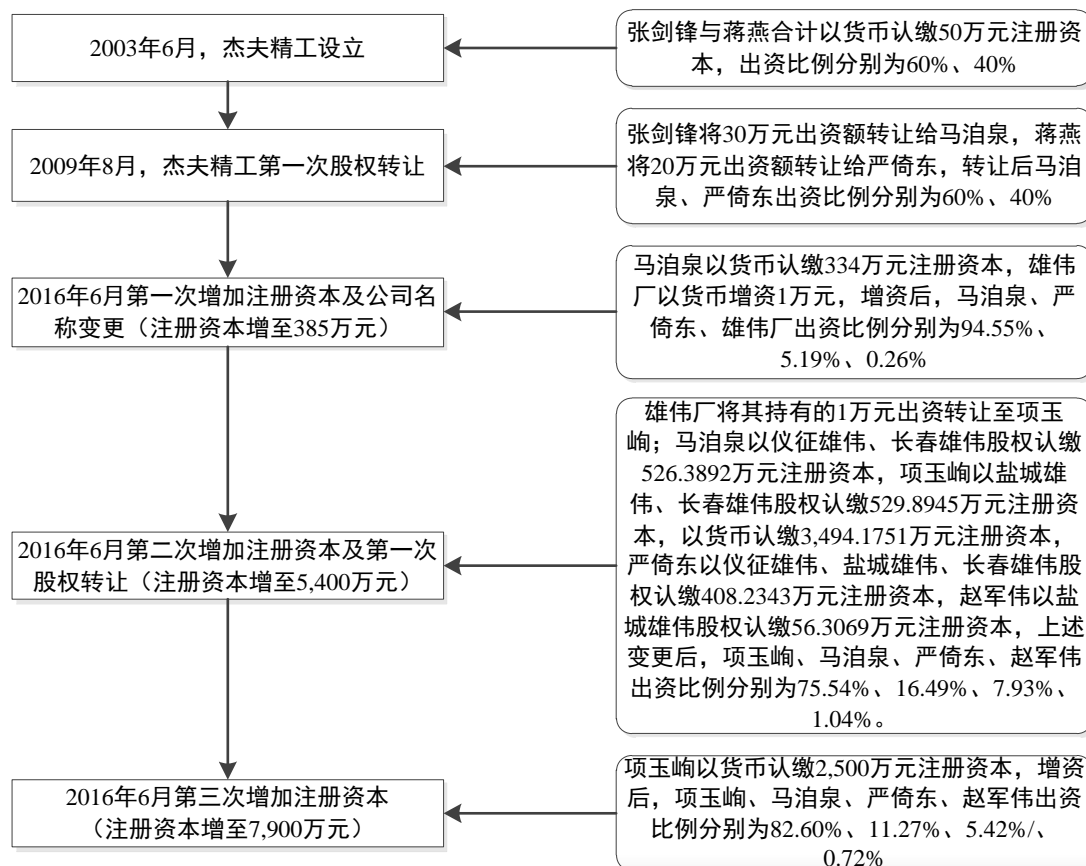 2003年6月，杰夫精工设立
张剑锋与蒋燕合计以货币认缴50万元注册资
本，出资比例分别为60%、40%
2009年8月，杰夫精工第一次股权转让
张剑锋将30万元出资额转让给马洎泉，蒋燕
将20万元出资额转让给严倚东，转让后马洎
泉、严倚东出资比例分别为60%、40%
2016年6月第一次增加注册资本及公司名
称变更（注册资本增至385万元）
马洎泉以货币认缴334万元注册资本，雄伟
厂以货币增资1万元，增资后，马洎泉、严
倚东、雄伟厂出资比例分别为94.55%、
5.19%、0.26%
2016年6月第二次增加注册资本及第一次
股权转让（注册资本增至5,400万元）
雄伟厂将其持有的1万元出资转让至项玉
峋；马洎泉以仪征雄伟、长春雄伟股权认缴
526.3892万元注册资本，项玉峋以盐城雄
伟、长春雄伟股权认缴529.8945万元注册资
本，以货币认缴3,494.1751万元注册资本，
严倚东以仪征雄伟、盐城雄伟、长春雄伟股
权认缴408.2343万元注册资本，赵军伟以盐
城雄伟股权认缴56.3069万元注册资本，上述
变更后，项玉峋、马洎泉、严倚东、赵军伟
出资比例分别为75.54%、16.49%、7.93%、
1.04%。
2016年6月第三次增加注册资本
（注册资本增至7,900万元）
项玉峋以货币认缴2,500万元注册资本，增资
后，项玉峋、马洎泉、严倚东、赵军伟出资
比例分别为82.60%、11.27%、5.42%/、
0.72%